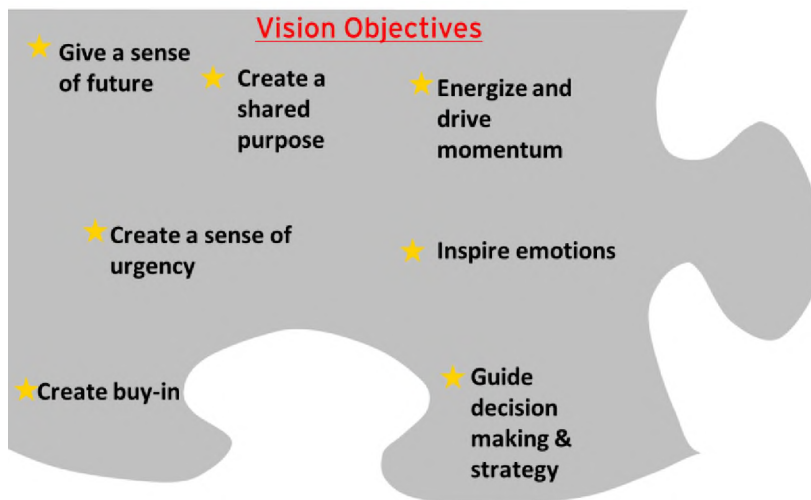 Vision Objectives
Give a sense
of future
Create a
shared
purpose
Energize and
drive
momentum
Create a sense of
urgency
Inspire emotions
Create buy-in
Guide
decision
making &
strategy